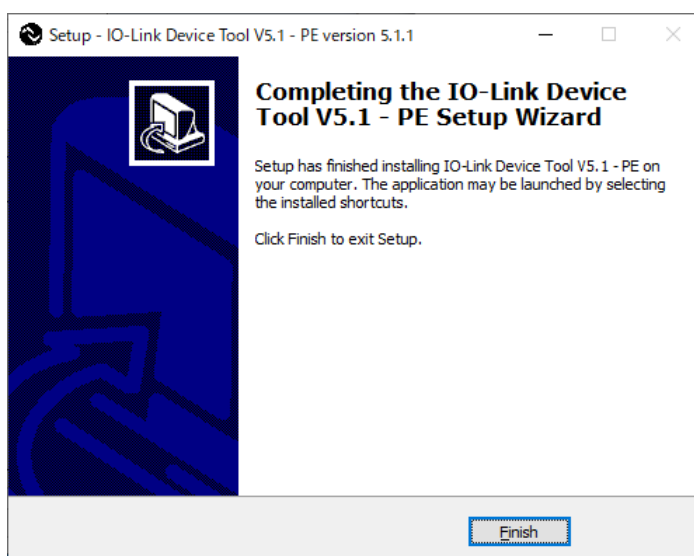 Setup - IO-Link Device Tool V5.1 - PE version 5.1.1
Completing the IO-Link Device
Tool V5.1 - PE Setup Wizard
Setup has finished installing IO-Link Device Tool V5.1 - PE on
your computer. The application may be launched by selecting
the installed shortcuts.
Click Finish to exit Setup.
Finish